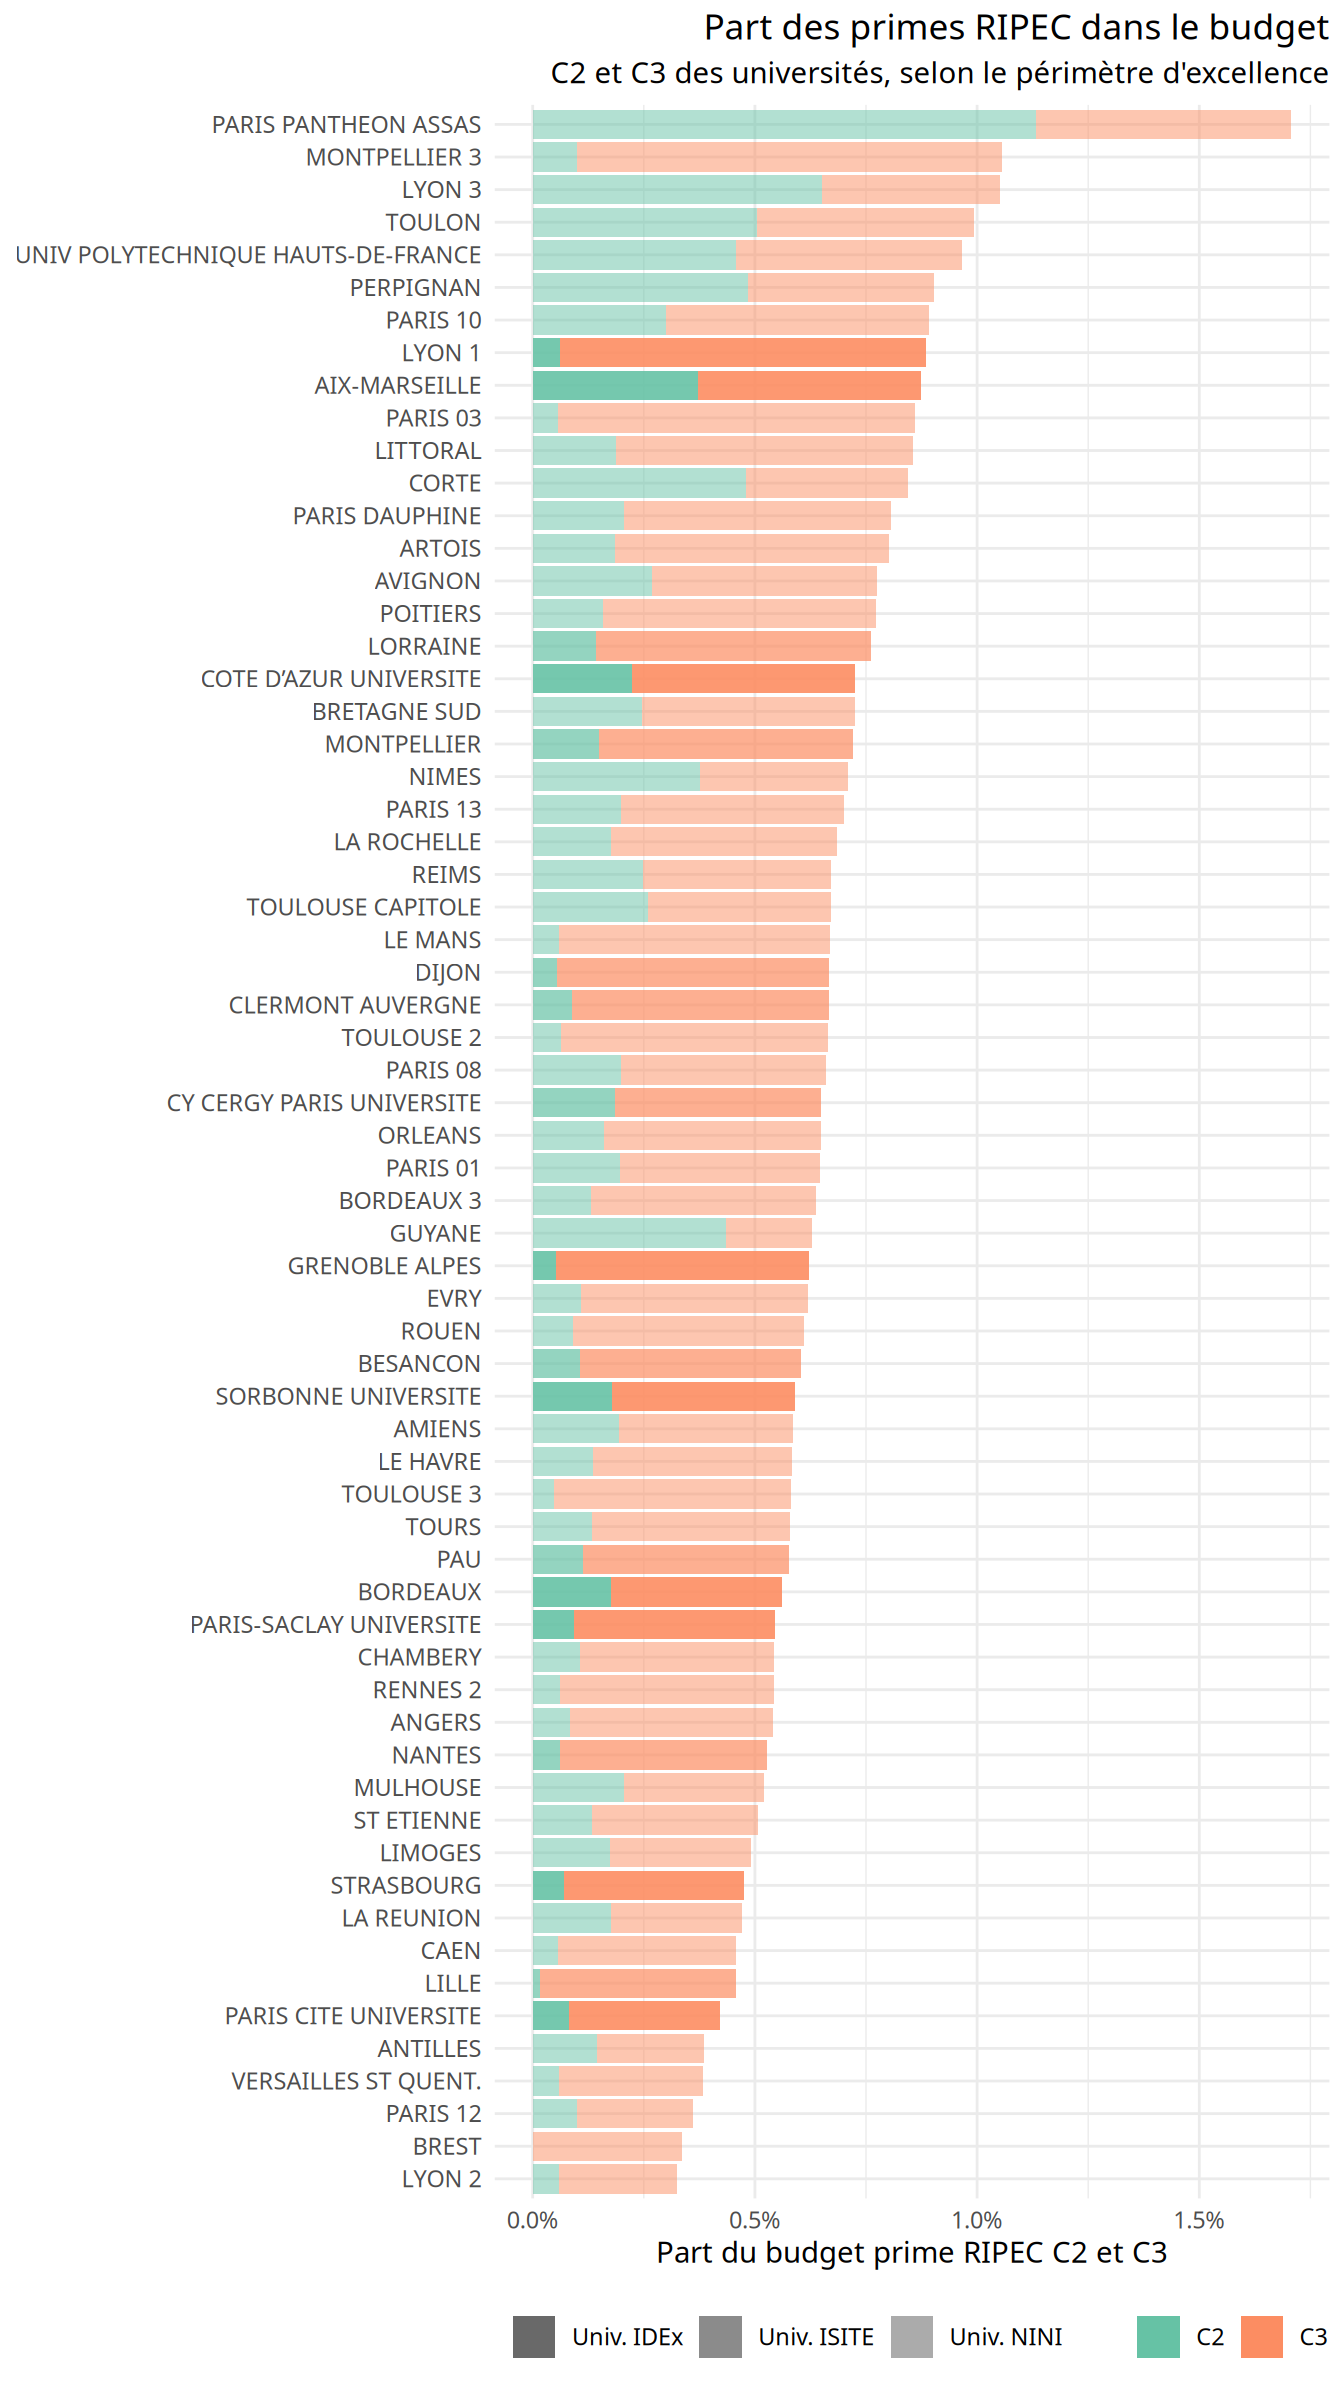 Part des primes RIPEC dans le budget
C2 et C3 des universités, selon le périmètre d'excellence
PARIS PANTHEON ASSAS
MONTPELLIER 3
LYON 3
TOULON
UNIV POLYTECHNIQUE HAUTS-DE-FRANCE
PERPIGNAN
PARIS 10
LYON 1
AIX-MARSEILLE
PARIS 03
LITTORAL
CORTE
PARIS DAUPHINE
ARTOIS
AVIGNON
POITIERS
LORRAINE
COTE D’AZUR UNIVERSITE
BRETAGNE SUD
MONTPELLIER
NIMES
PARIS 13
LA ROCHELLE
REIMS
TOULOUSE CAPITOLE
LE MANS
DIJON
CLERMONT AUVERGNE
TOULOUSE 2
PARIS 08
CY CERGY PARIS UNIVERSITE
ORLEANS
PARIS 01
BORDEAUX 3
GUYANE
GRENOBLE ALPES
EVRY
ROUEN
BESANCON
SORBONNE UNIVERSITE
AMIENS
LE HAVRE
TOULOUSE 3
TOURS
PAU
BORDEAUX
PARIS-SACLAY UNIVERSITE
CHAMBERY
RENNES 2
ANGERS
NANTES
MULHOUSE
ST ETIENNE
LIMOGES
STRASBOURG
LA REUNION
CAEN
LILLE
PARIS CITE UNIVERSITE
ANTILLES
VERSAILLES ST QUENT.
PARIS 12
BREST
LYON 2
0.0% 0.5% 1.0% 1.5%
Part du budget prime RIPEC C2 et C3
Univ. IDEx Univ. ISITE Univ. NINI C2 C3